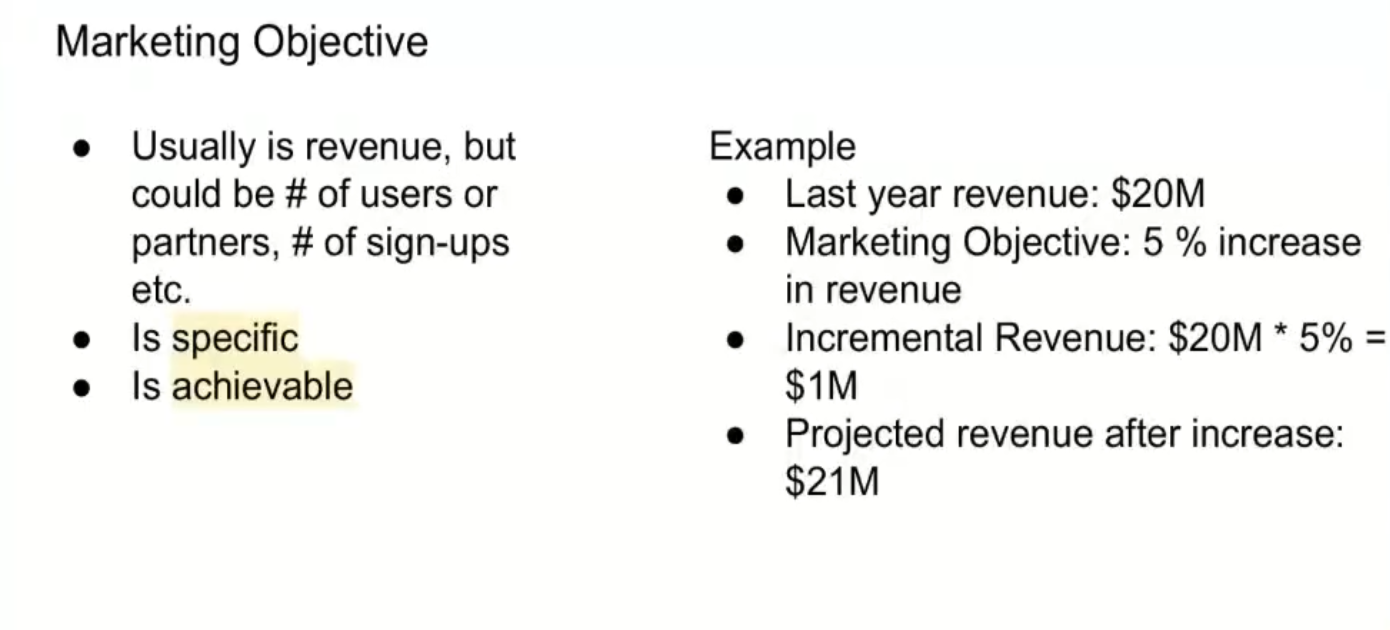 Marketing Objective
● Usually is revenue, but
could be # of users or
partners, # of sign-ups
etc.
● Is specific
● Is achievable
Example
● Last year revenue: $20M
● Marketing Objective: 5 % increase
in revenue
● Incremental Revenue: $20M * 5% =
$1M
● Projected revenue after increase:
$21M